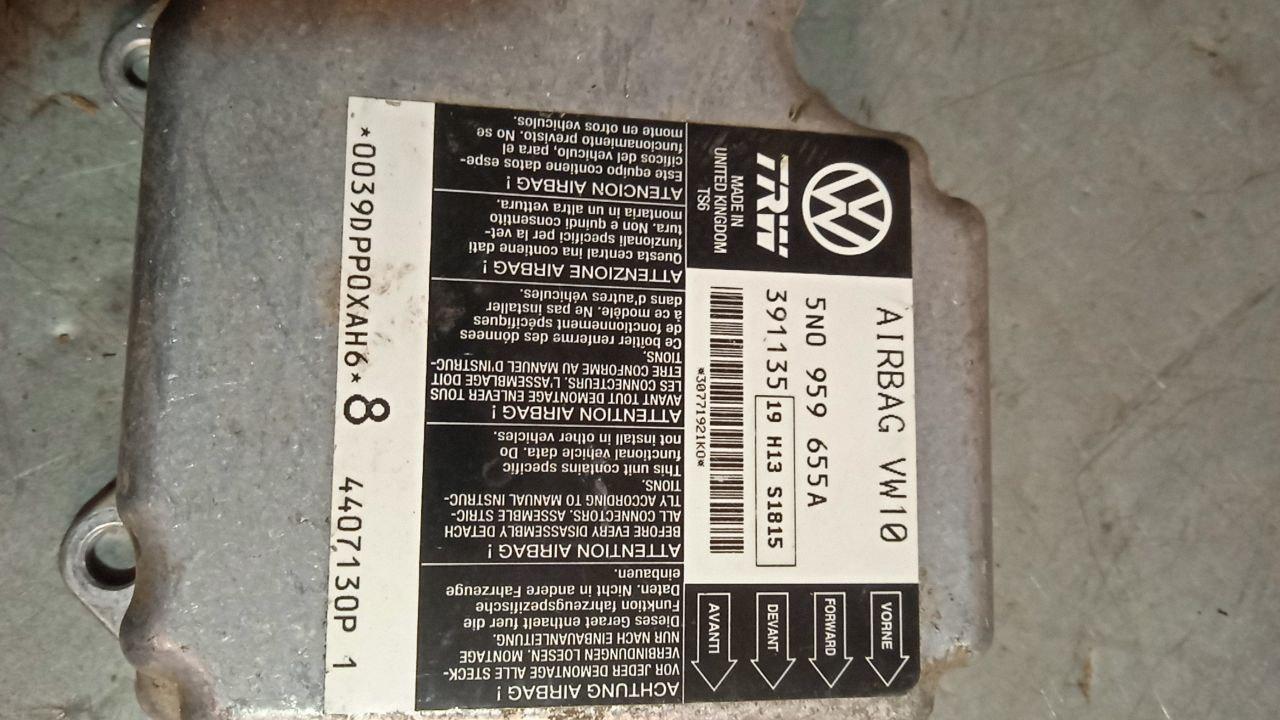 VW
TRW
MADE IN
UNITED KINGDOM
TS6
AIRBAG VW10
5N0 959 655A
391135 19 H13 S1815
*30771921K0*
VORNE
FORWARD
DEVANT
AVANTI
ATENCION AIRBAG !
Este equipo contiene datos espe-
cificos del vehiculo, para el
funcionamiento previsto. No se
monte en otros vehiculos.
ATTENZIONE AIRBAG !
Questa central ina contiene dati
funzionali specifici per la vet-
tura. Non e quindi consentito
montaria in un altra vettura.
ATTENTION AIRBAG !
AVANT TOUT DEMONTAGE ENLEVER TOUS
LES CONNECTEURS. L'ASSEMBLAGE DOIT
ETRE CONFORME AU MANUEL D'INSTRUC-
TIONS.
Ce boîtier renferme des dónnées
de fonctionnement spécifiques
à ce modèle. Ne pas installer
dans d'autres véhicules.
ATTENTION AIRBAG !
BEFORE EVERY DISASSEMBLY DETACH
ALL CONNECTORS, ASSEMBLE STRIC-
TLY ACCORDING TO MANUAL INSTRUC-
TIONS.
This unit contains specific
functional vehicle data. Do
not install in other vehicles.
ACHTUNG AIRBAG !
VOR JEDER DEMONTAGE ALLE STECK-
VERBINDUNGEN LOESEN. MONTAGE
NUR NACH EINBAUANLEITUNG.
Dieses Geraet enthaelt fuer die
Funktion fahrzeugspezifische
Daten. Nicht in andere Fahrzeuge
einbauen.
*0039DPP0XAH6* 8 4407130P 1